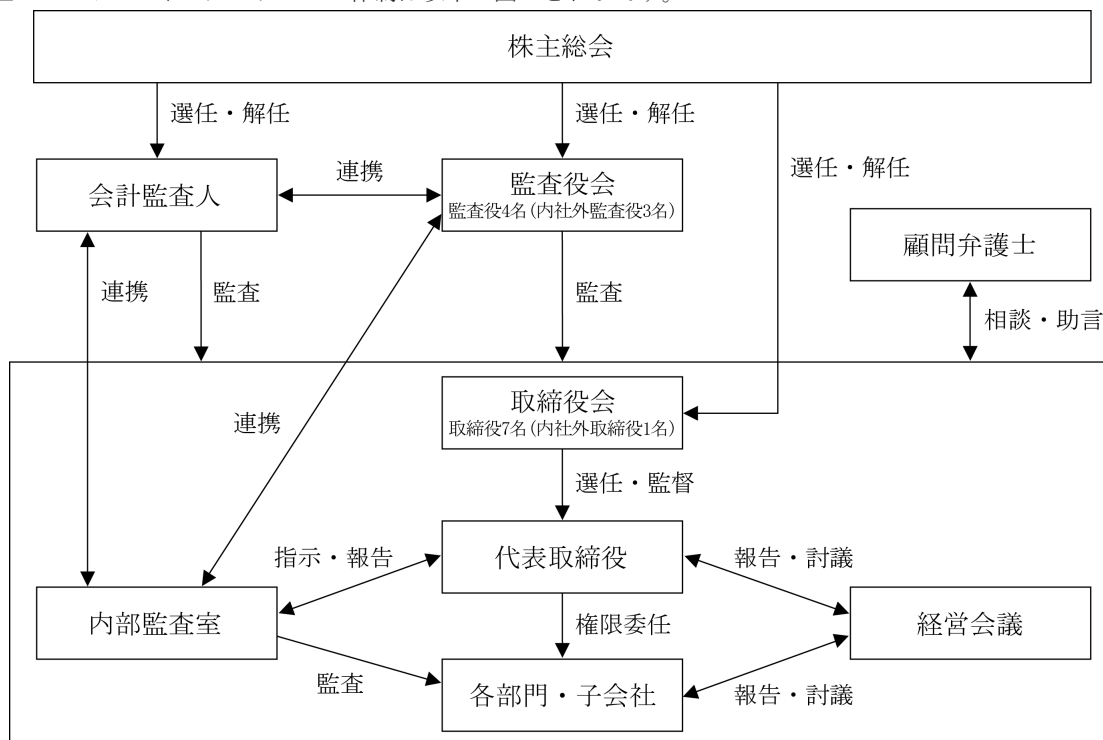 株主総会
選任・解任
選任・解任
選任・解任
会計監査人
連携
監査役会
監査役4名(内社外監査役3名)
顧問弁護士
連携
監査
監査
相談・助言
取締役会
取締役7名(内社外取締役1名)
連携
選任・監督
指示・報告
代表取締役
報告・討議
内部監査室
権限委任
経営会議
監査
各部門・子会社
報告・討議